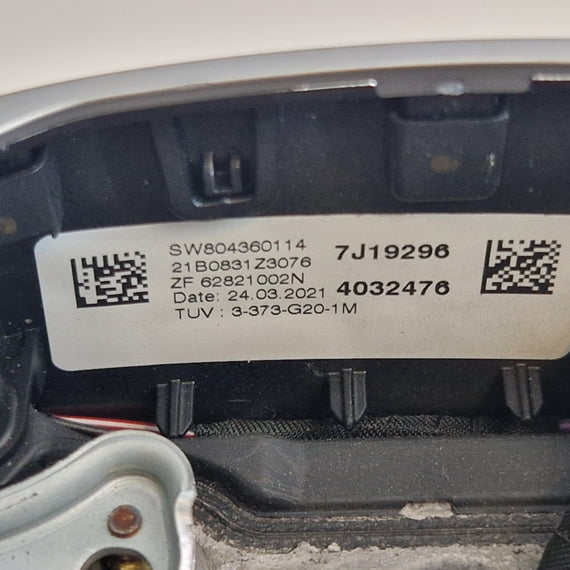 SW804360114
21B0831Z3076
ZF 62821002N
Date: 24.03.2021
TUV : 3-373-G20-1M
7J19296
4032476